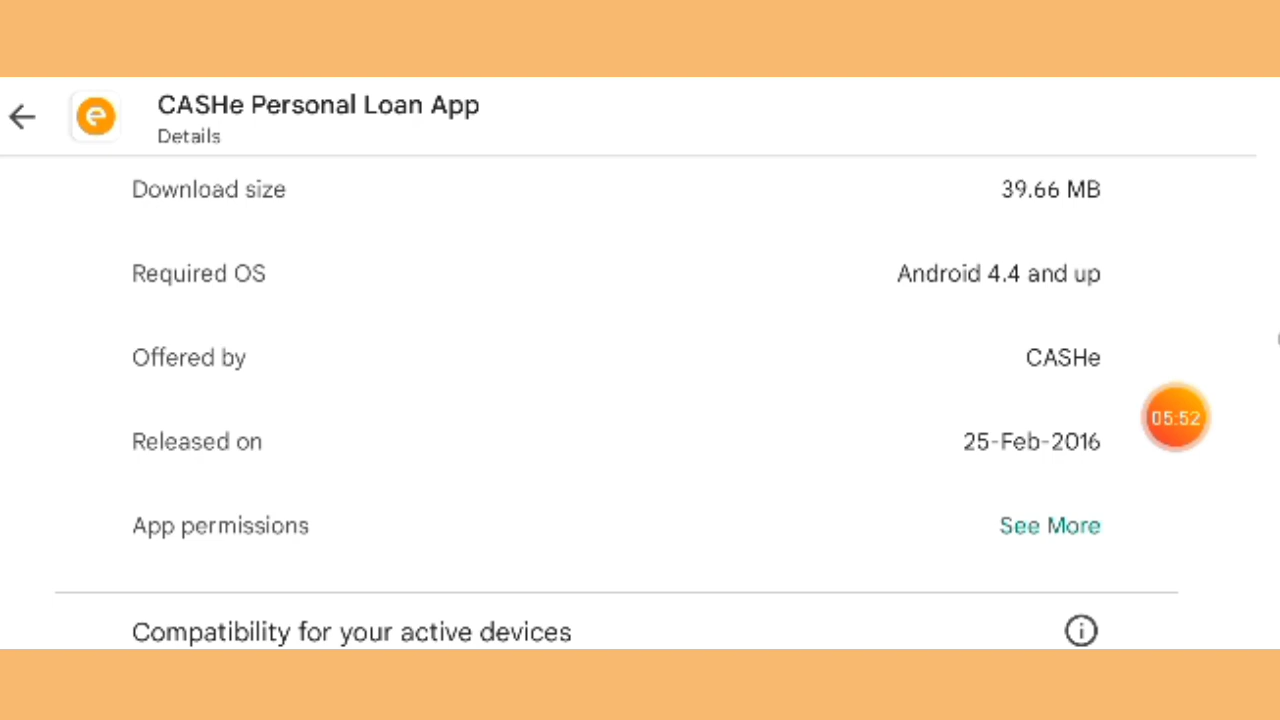 CASHe Personal Loan App
Details
Download size 39.66 MB
Required OS Android 4.4 and up
Offered by CASHe
05:52
Released on 25-Feb-2016
App permissions See More
Compatibility for your active devices